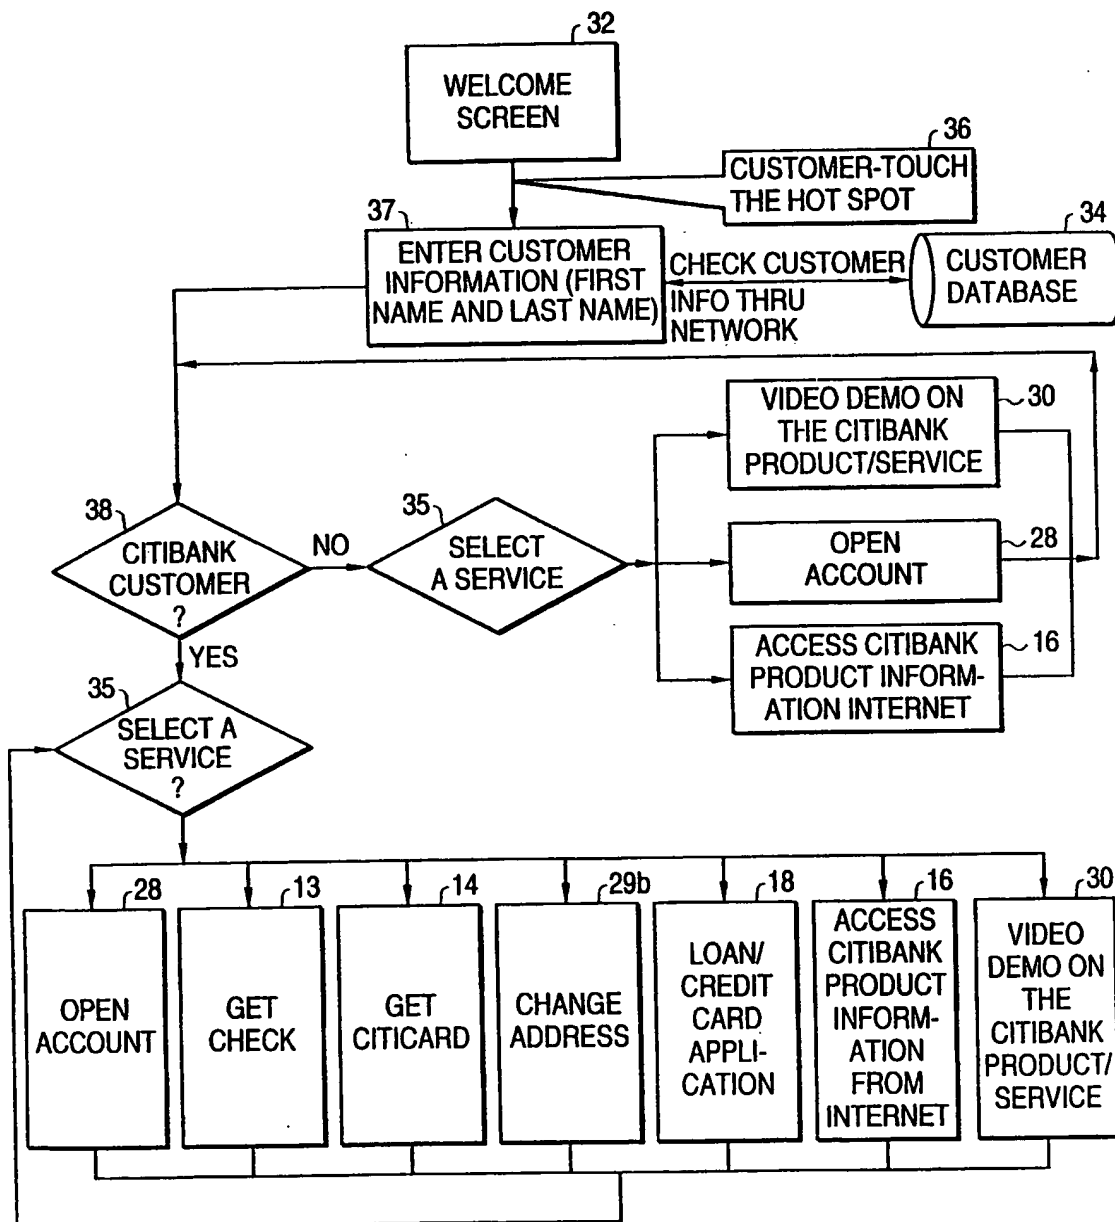 32
WELCOME
SCREEN
36
CUSTOMER-TOUCH
THE HOT SPOT
37
ENTER CUSTOMER
INFORMATION (FIRST
NAME AND LAST NAME)
CHECK CUSTOMER
INFO THRU
NETWORK
34
CUSTOMER
DATABASE
38
CITIBANK
CUSTOMER
?
NO
YES
35
SELECT
A SERVICE
VIDEO DEMO ON
THE CITIBANK
PRODUCT/SERVICE
30
OPEN
ACCOUNT
28
ACCESS CITIBANK
PRODUCT INFORM-
ATION INTERNET
16
35
SELECT A
SERVICE
?
28
OPEN
ACCOUNT
13
GET
CHECK
14
GET
CITICARD
29b
CHANGE
ADDRESS
18
LOAN/
CREDIT
CARD
APPLI-
CATION
16
ACCESS
CITIBANK
PRODUCT
INFORM-
ATION
FROM
INTERNET
30
VIDEO
DEMO ON
THE
CITIBANK
PRODUCT/
SERVICE